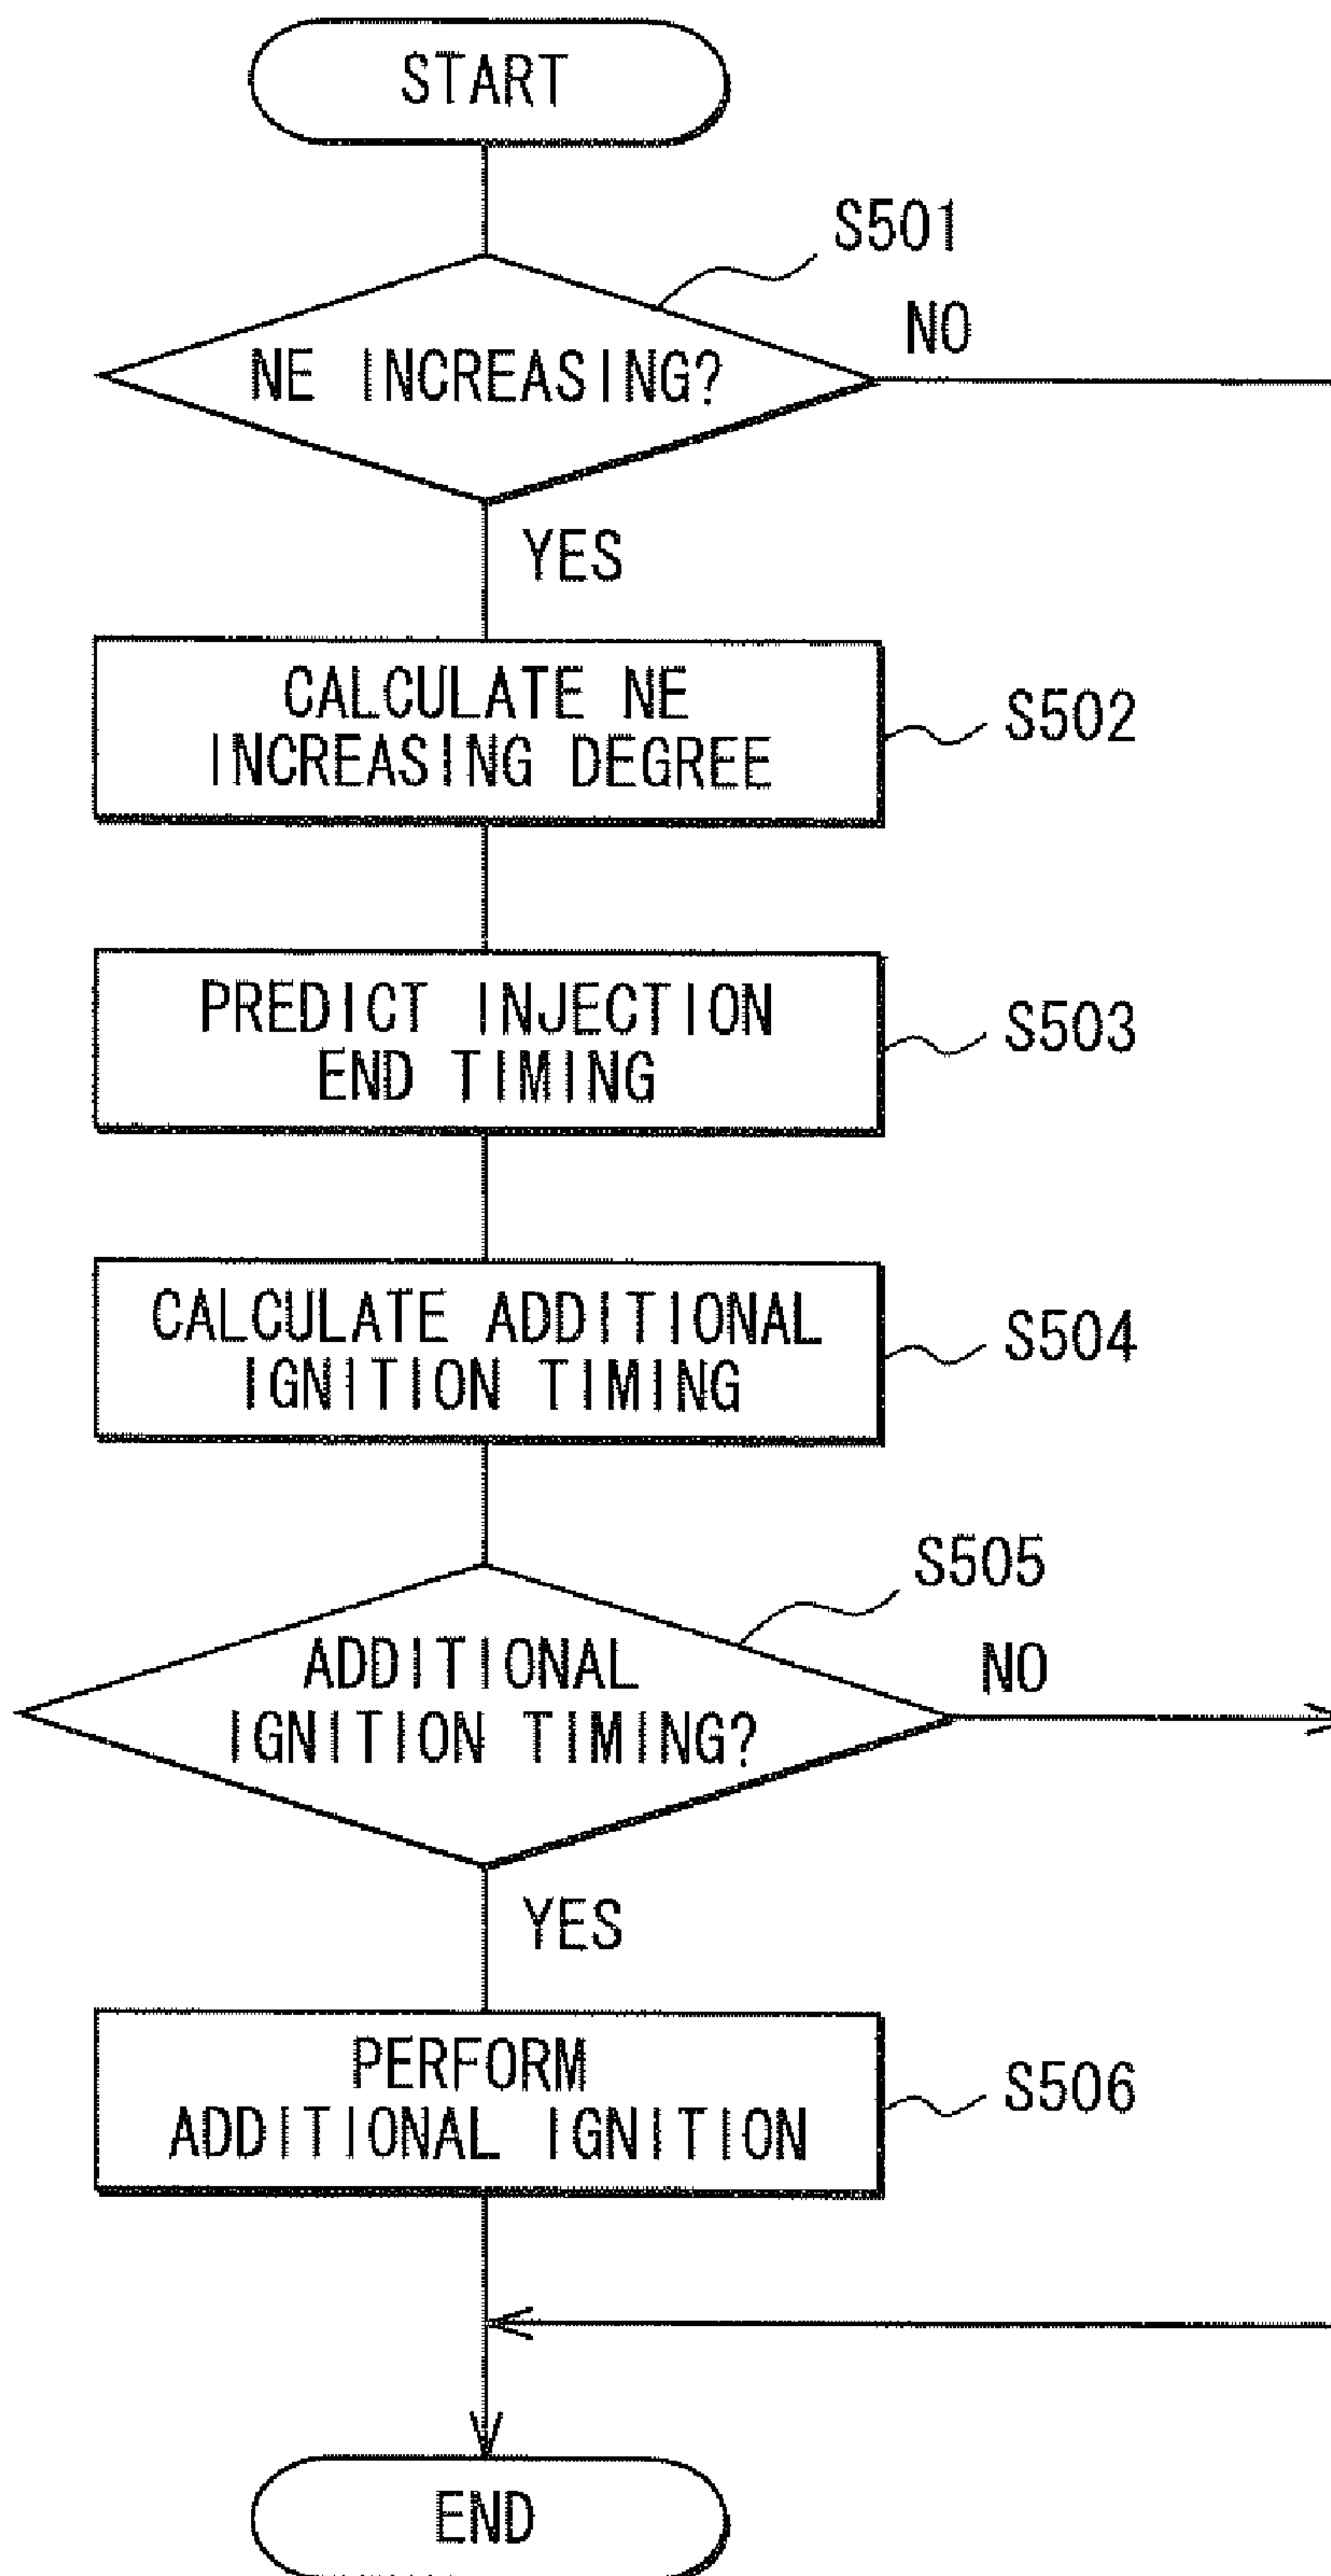 START
S501
NE INCREASING?
NO
YES
CALCULATE NE
INCREASING DEGREE
S502
PREDICT INJECTION
END TIMING
S503
CALCULATE ADDITIONAL
IGNITION TIMING
S504
S505
ADDITIONAL
IGNITION TIMING?
NO
YES
PERFORM
ADDITIONAL IGNITION
S506
END